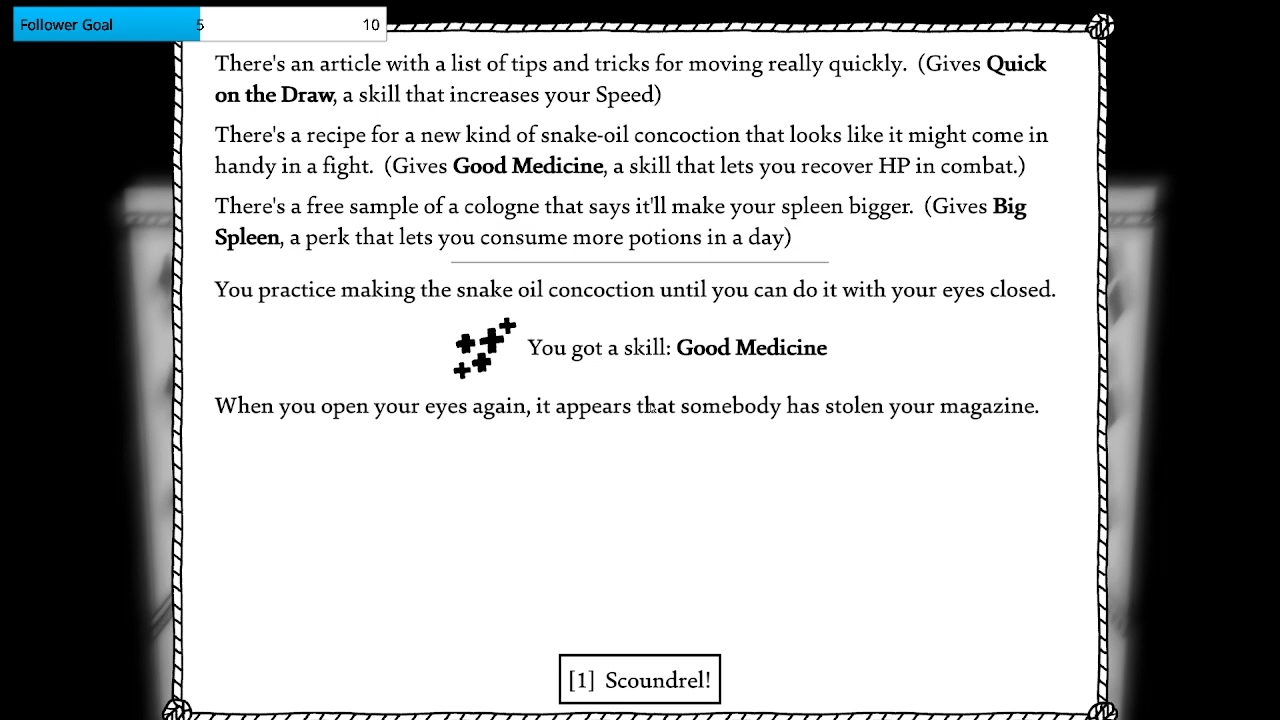 Follower Goal 5 10
There's an article with a list of tips and tricks for moving really quickly. (Gives Quick
on the Draw, a skill that increases your Speed)
There's a recipe for a new kind of snake-oil concoction that looks like it might come in
handy in a fight. (Gives Good Medicine, a skill that lets you recover HP in combat.)
There's a free sample of a cologne that says it'll make your spleen bigger. (Gives Big
Spleen, a perk that lets you consume more potions in a day)
You practice making the snake oil concoction until you can do it with your eyes closed.
You got a skill: Good Medicine
When you open your eyes again, it appears that somebody has stolen your magazine.
[1] Scoundrel!